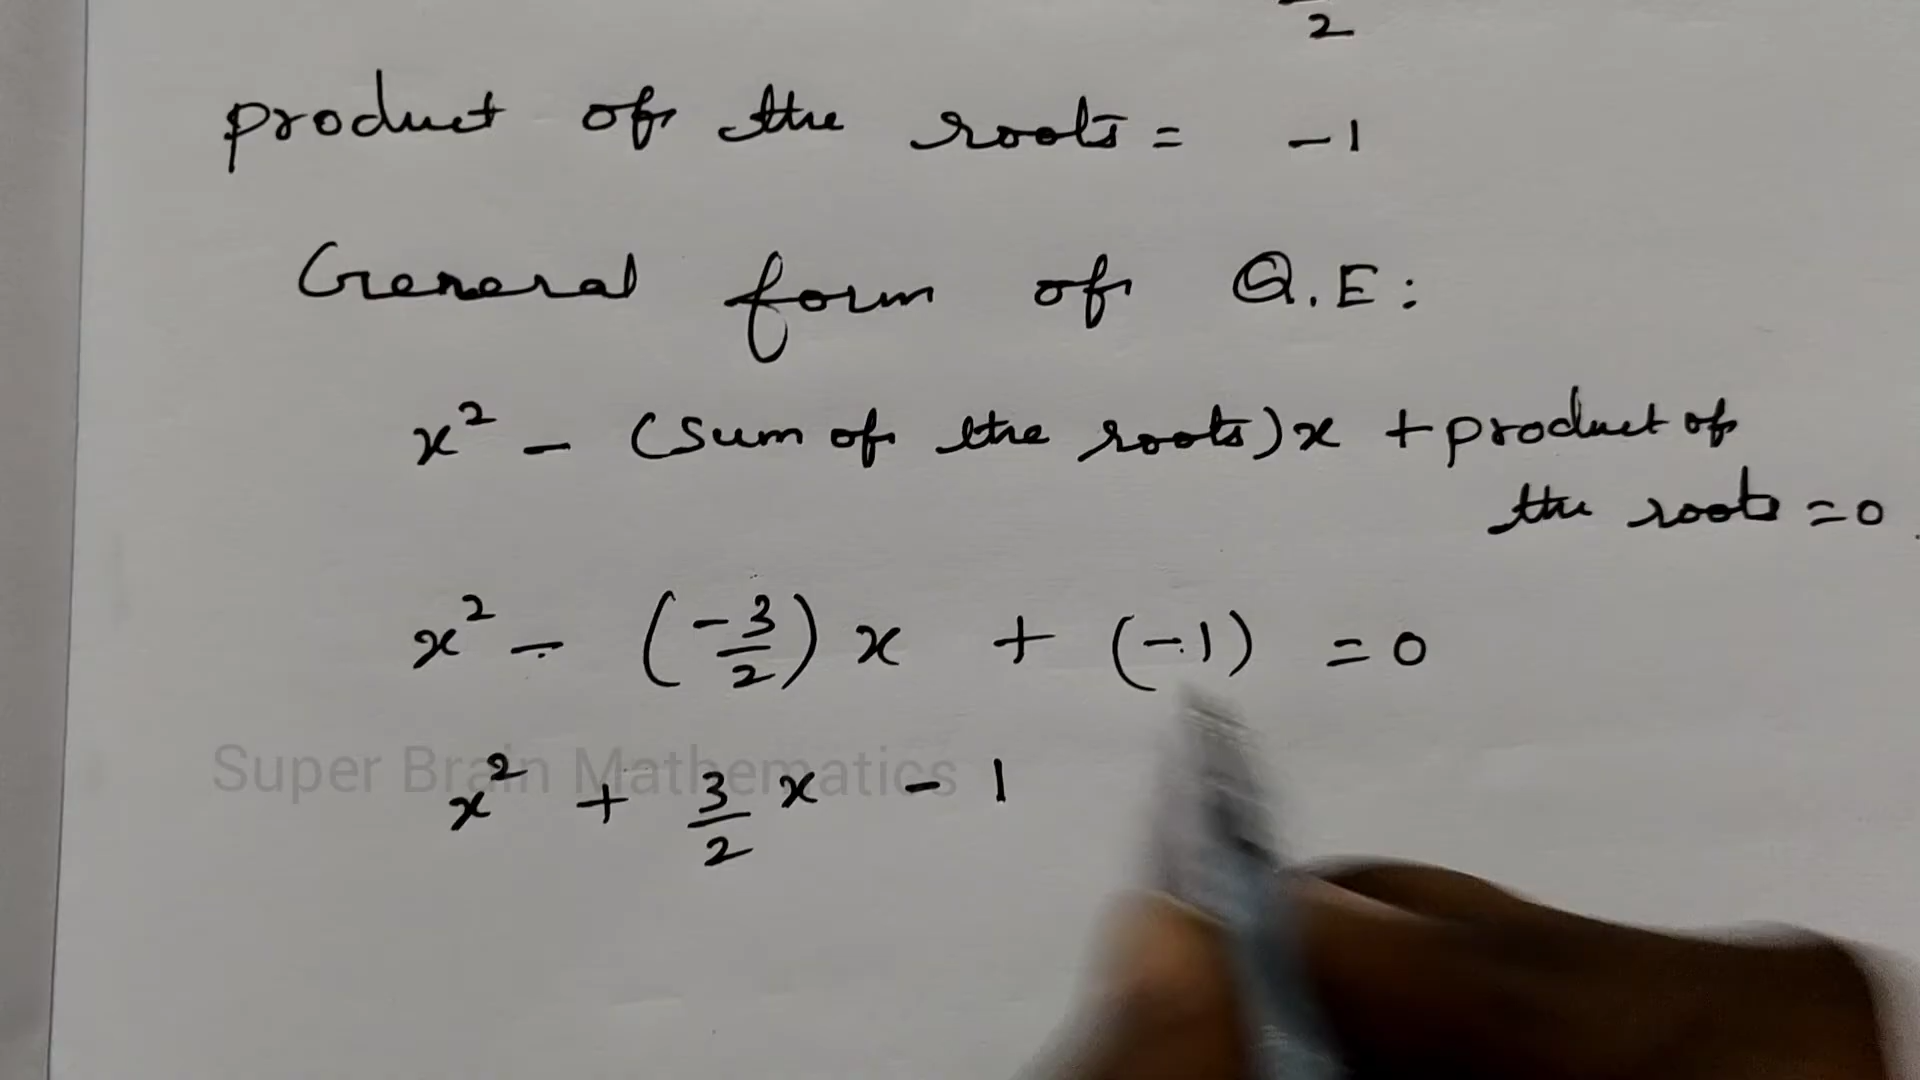 2
product of the roots = -1
General form of Q.E:
x² - (sum of the roots)x + product of
the roots = 0
x² - (-3/2) x + (-1) = 0
Super Brain Mathematics
x² + 3/2 x - 1